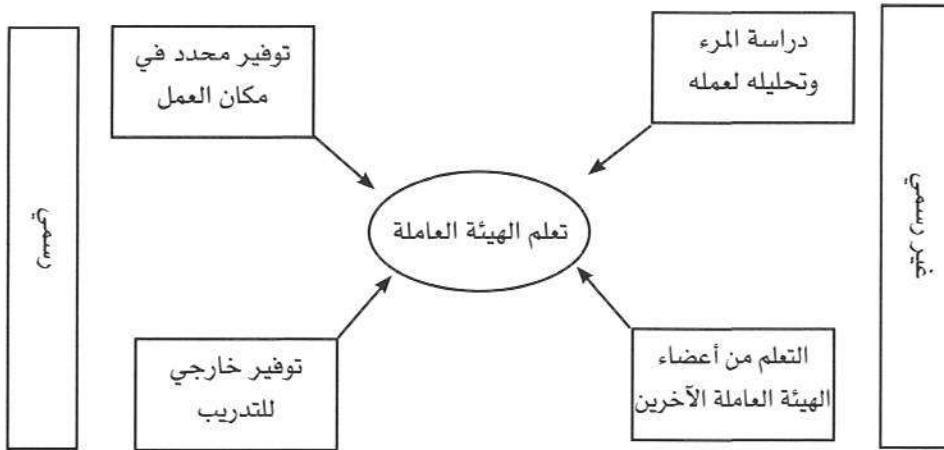 دراسة المرء
وتحليله لعمله
توفير محدد في
مكان العمل
غير رسمي
تعلم الهيئة العاملة
رسمي
التعلم من أعضاء
الهيئة العاملة الآخرين
توفير خارجي
للتدريب